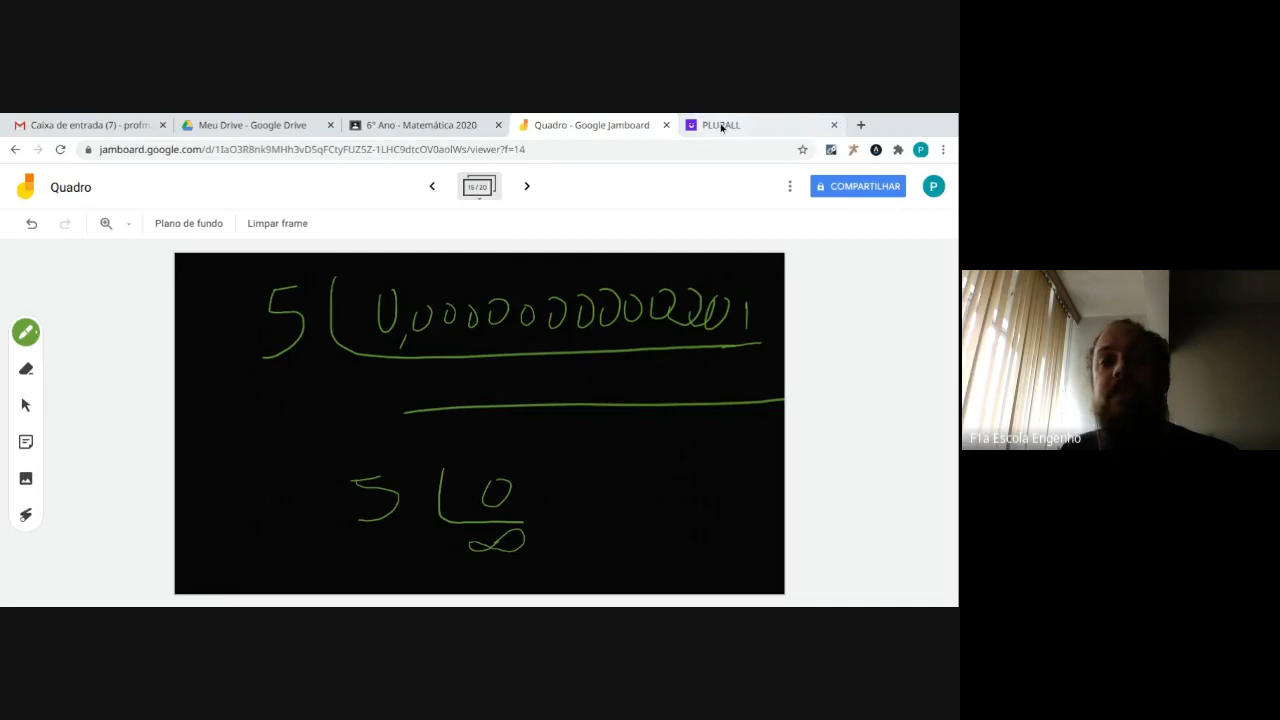 Caixa de entrada (7) - profm
Meu Drive - Google Drive
6° Ano - Matemática 2020
Quadro - Google Jamboard
PLURALL
jamboard.google.com/d/1IaO3R8nk9MHh3vD5qFCtyFUZ5Z-1LHC9dtcOV0aolWs/viewer?f=14
P
Quadro
15 / 20
COMPARTILHAR
P
Plano de fundo
Limpar frame
5 0,00000000000001
5 0
∞
F1a Escola Engenho